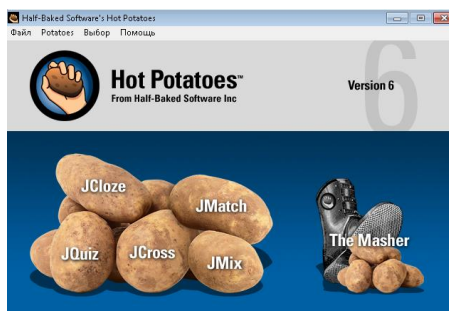 Half-Baked Software's Hot Potatoes
Файл Potatoes Выбор Помощь
6
Hot Potatoes™
From Half-Baked Software Inc
Version 6
JCloze
JMatch
JQuiz
JCross
JMix
The Masher